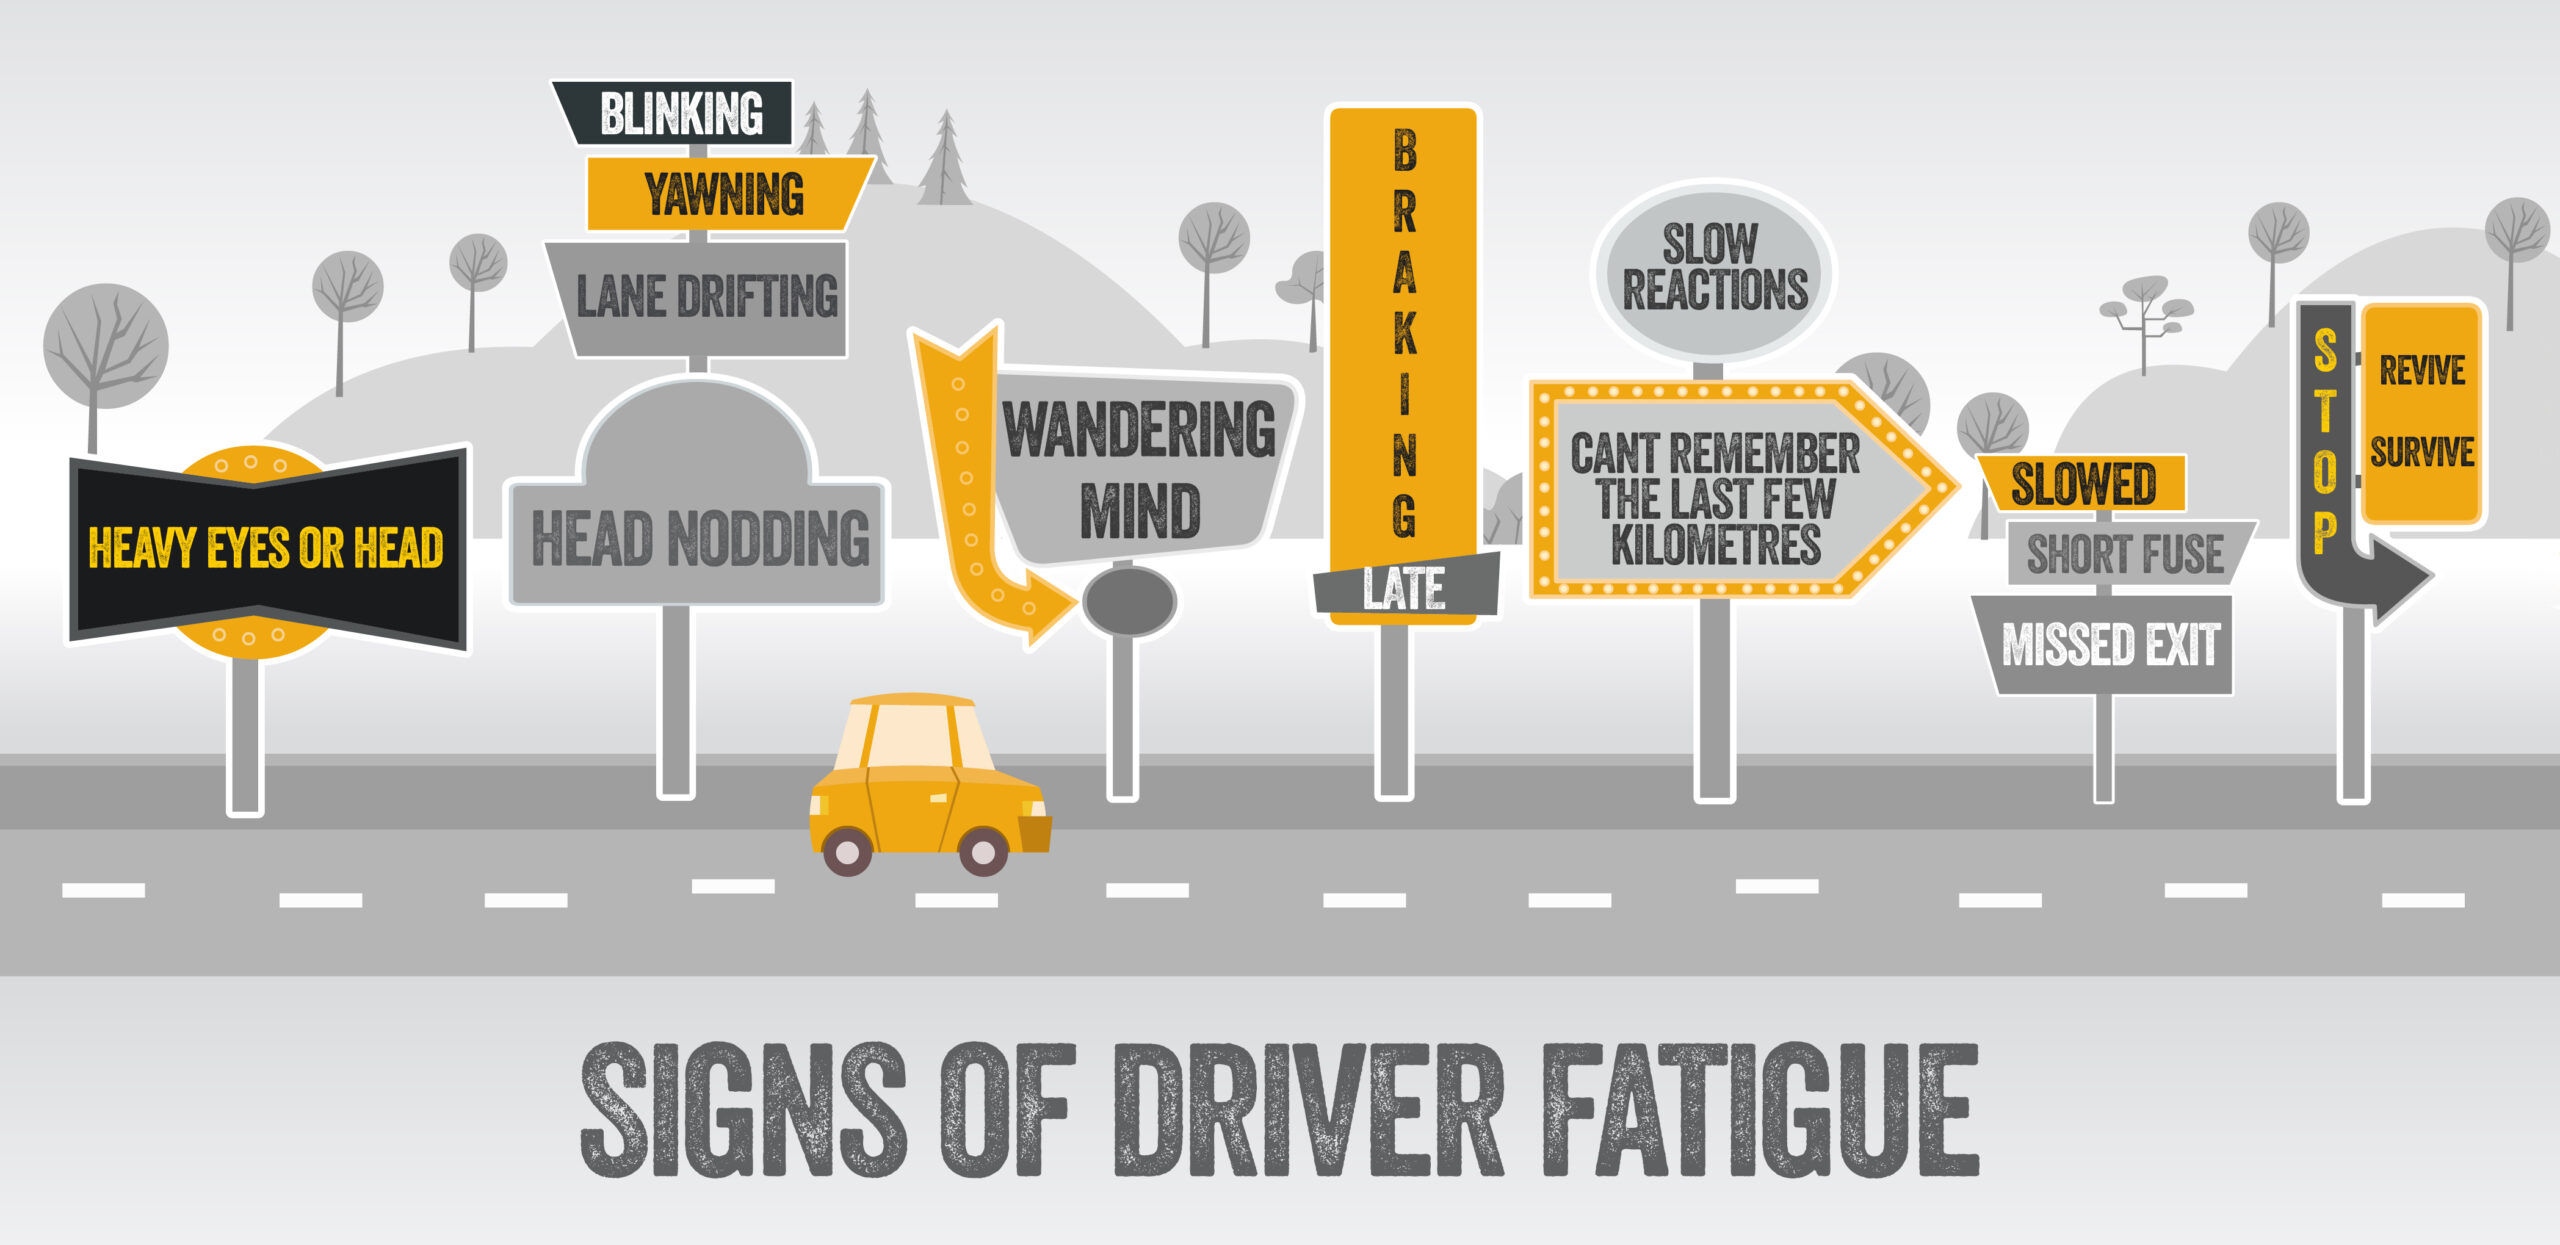 HEAVY EYES OR HEAD
BLINKING
YAWNING
LANE DRIFTING
HEAD NODDING
WANDERING
MIND
BRAKING
LATE
SLOW
REACTIONS
CANT REMEMBER
THE LAST FEW
KILOMETRES
SLOWED
SHORT FUSE
MISSED EXIT
STOP
REVIVE
SURVIVE
SIGNS OF DRIVER FATIGUE